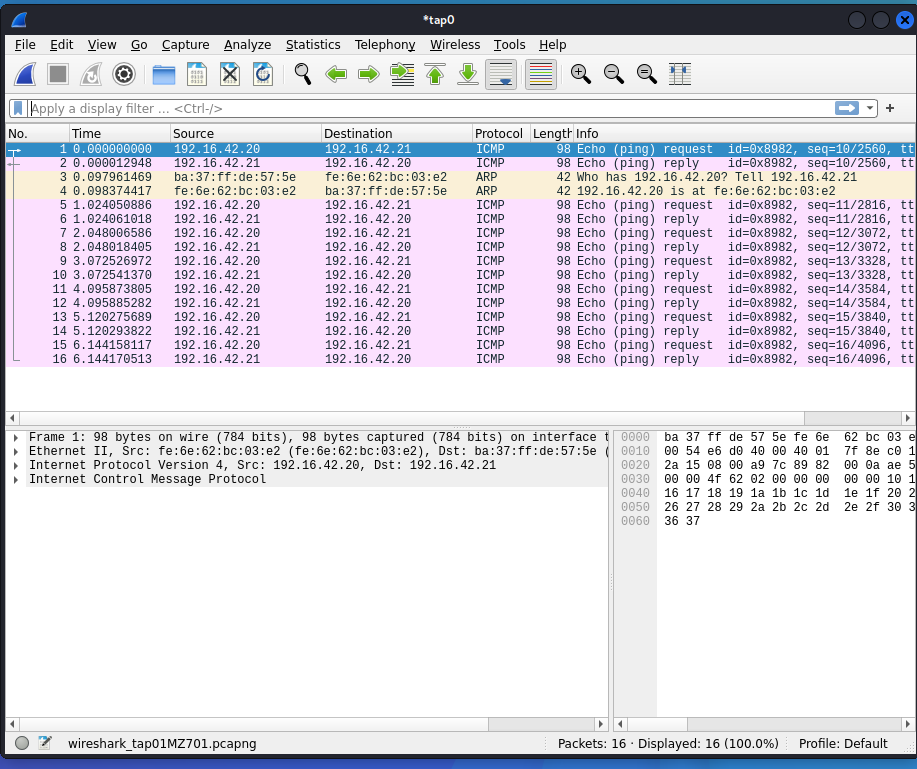 *tap0
File Edit View Go Capture Analyze Statistics Telephony Wireless Tools Help
Apply a display filter … <Ctrl-/>
No. Time Source Destination Protocol Length Info
1 0.000000000 192.16.42.20 192.16.42.21 ICMP 98 Echo (ping) request id=0x8982, seq=10/2560, tt
2 0.000012948 192.16.42.21 192.16.42.20 ICMP 98 Echo (ping) reply id=0x8982, seq=10/2560, tt
3 0.097961469 ba:37:ff:de:57:5e fe:6e:62:bc:03:e2 ARP 42 Who has 192.16.42.20? Tell 192.16.42.21
4 0.098374417 fe:6e:62:bc:03:e2 ba:37:ff:de:57:5e ARP 42 192.16.42.20 is at fe:6e:62:bc:03:e2
5 1.024050886 192.16.42.20 192.16.42.21 ICMP 98 Echo (ping) request id=0x8982, seq=11/2816, tt
6 1.024061018 192.16.42.21 192.16.42.20 ICMP 98 Echo (ping) reply id=0x8982, seq=11/2816, tt
7 2.048006586 192.16.42.20 192.16.42.21 ICMP 98 Echo (ping) request id=0x8982, seq=12/3072, tt
8 2.048018405 192.16.42.21 192.16.42.20 ICMP 98 Echo (ping) reply id=0x8982, seq=12/3072, tt
9 3.072526972 192.16.42.20 192.16.42.21 ICMP 98 Echo (ping) request id=0x8982, seq=13/3328, tt
10 3.072541370 192.16.42.21 192.16.42.20 ICMP 98 Echo (ping) reply id=0x8982, seq=13/3328, tt
11 4.095873805 192.16.42.20 192.16.42.21 ICMP 98 Echo (ping) request id=0x8982, seq=14/3584, tt
12 4.095885282 192.16.42.21 192.16.42.20 ICMP 98 Echo (ping) reply id=0x8982, seq=14/3584, tt
13 5.120275689 192.16.42.20 192.16.42.21 ICMP 98 Echo (ping) request id=0x8982, seq=15/3840, tt
14 5.120293822 192.16.42.21 192.16.42.20 ICMP 98 Echo (ping) reply id=0x8982, seq=15/3840, tt
15 6.144158117 192.16.42.20 192.16.42.21 ICMP 98 Echo (ping) request id=0x8982, seq=16/4096, tt
16 6.144170513 192.16.42.21 192.16.42.20 ICMP 98 Echo (ping) reply id=0x8982, seq=16/4096, tt
Frame 1: 98 bytes on wire (784 bits), 98 bytes captured (784 bits) on interface t
Ethernet II, Src: fe:6e:62:bc:03:e2 (fe:6e:62:bc:03:e2), Dst: ba:37:ff:de:57:5e (
Internet Protocol Version 4, Src: 192.16.42.20, Dst: 192.16.42.21
Internet Control Message Protocol
0000 ba 37 ff de 57 5e fe 6e 62 bc 03 e
0010 00 54 e6 d0 40 00 40 01 7f 8e c0 1
0020 2a 15 08 00 a9 7c 89 82 00 0a ae 5
0030 00 00 4f 62 02 00 00 00 00 00 10 1
0040 16 17 18 19 1a 1b 1c 1d 1e 1f 20 2
0050 26 27 28 29 2a 2b 2c 2d 2e 2f 30 3
0060 36 37
wireshark_tap01MZ701.pcapng Packets: 16 · Displayed: 16 (100.0%) Profile: Default